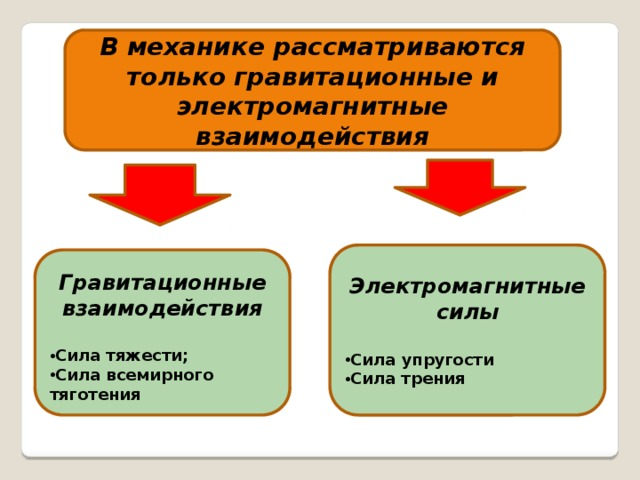 В механике рассматриваются
только гравитационные и
электромагнитные
взаимодействия
Гравитационные
взаимодействия
•Сила тяжести;
•Сила всемирного
тяготения
Электромагнитные
силы
•Сила упругости
•Сила трения